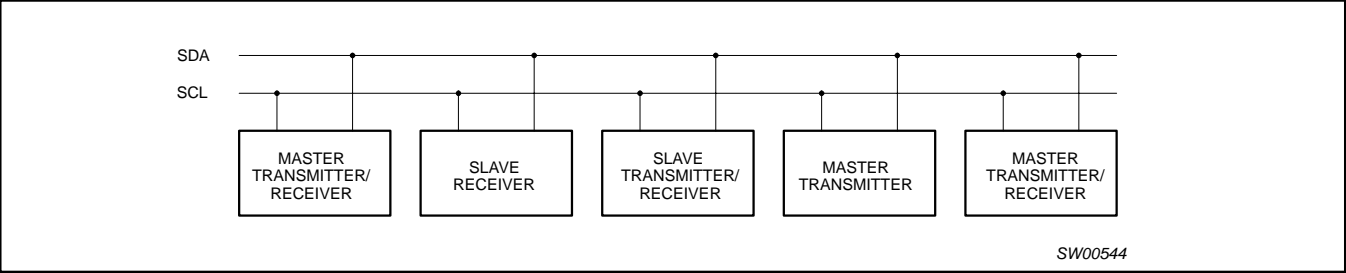 SDA
SCL
MASTER
TRANSMITTER/
RECEIVER
SLAVE
RECEIVER
SLAVE
TRANSMITTER/
RECEIVER
MASTER
TRANSMITTER
MASTER
TRANSMITTER/
RECEIVER
SW00544